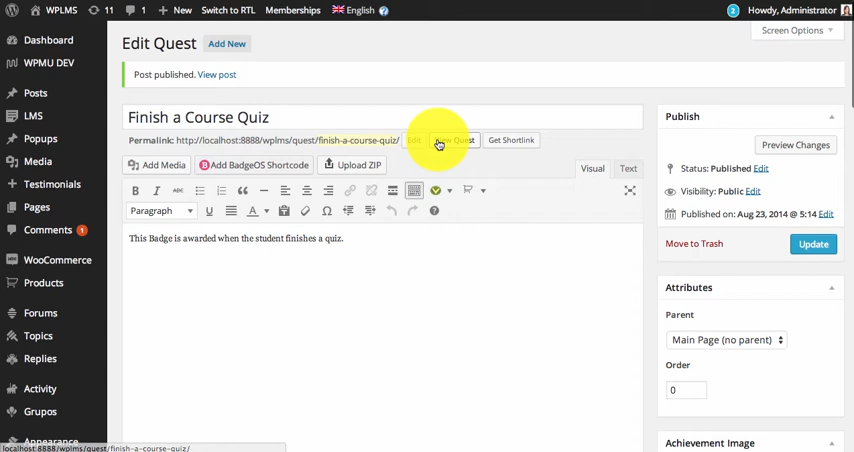 WPLMS 11 1 New Switch to RTL Memberships English ? 2 Howdy, Administrator
Dashboard
WPMU DEV
Posts
LMS
Popups
Media
Testimonials
Pages
Comments 1
WooCommerce
Products
Forums
Topics
Replies
Activity
Groups
Appearance
Screen Options
Edit Quest Add New
Post published. View post
Finish a Course Quiz
Permalink: http://localhost:8888/wplms/quest/finish-a-course-quiz/ Edit View Quest Get Shortlink
Add Media Add BadgeOS Shortcode Upload ZIP Visual Text
B I ABC
Paragraph U A T Ω ?
This Badge is awarded when the student finishes a quiz.
Publish
Preview Changes
Status: Published Edit
Visibility: Public Edit
Published on: Aug 23, 2014 @ 5:14 Edit
Move to Trash Update
Attributes
Parent
Main Page (no parent)
Order
0
Achievement Image
localhost:8888/wplms/quest/finish-a-course-quiz/